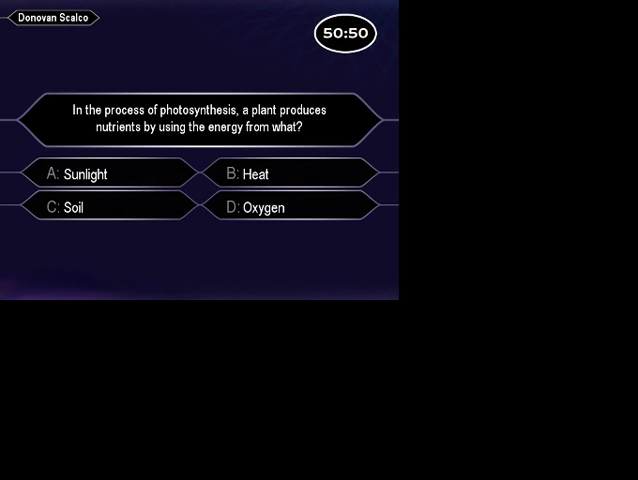 Donovan Scalco
50:50
In the process of photosynthesis, a plant produces
nutrients by using the energy from what?
A: Sunlight
B: Heat
C: Soil
D: Oxygen